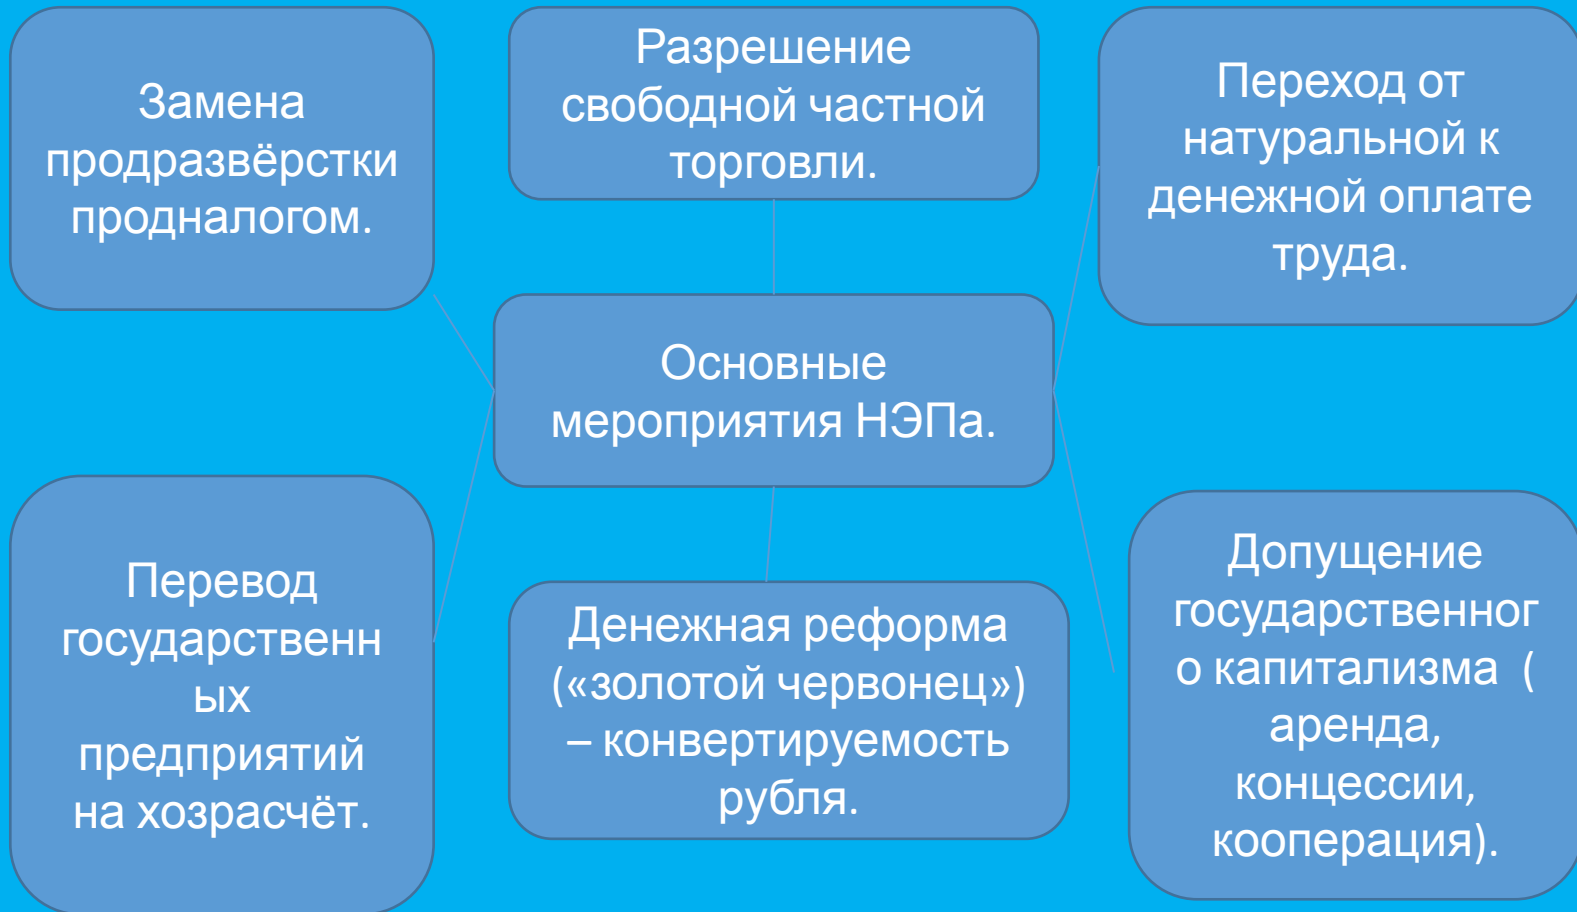 Замена
продразвёрстки
продналогом.
Разрешение
свободной частной
торговли.
Переход от
натуральной к
денежной оплате
труда.
Основные
мероприятия НЭПа.
Перевод
государственн
ых
предприятий
на хозрасчёт.
Денежная реформа
(«золотой червонец»)
– конвертируемость
рубля.
Допущение
государственног
о капитализма (
аренда,
концессии,
кооперация).